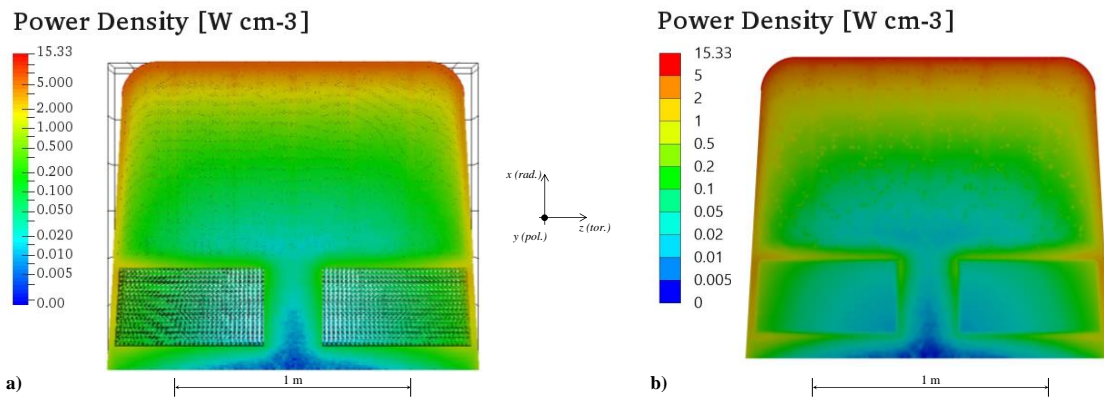 Power Density [W cm-3]
15.33
5.000
2.000
1.000
0.200
0.100
0.050
0.020
0.010
0.005
0.00
a)
1 m
x (rad.)
y (pol.)
z (tor.)
Power Density [W cm-3]
15.33
5
2
1
0.5
0.2
0.1
0.05
0.02
0.01
0.005
0
b)
1 m